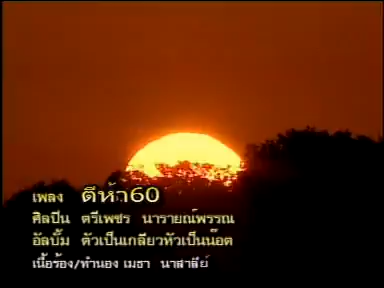 เพลง ตีห้า60
ศิลปิน ตรีเพชร นารายณ์พรรณ
อัลบั้ม ตัวเป็นเกลียวหัวเป็นน๊อต
เนื้อร้อง/ทำนอง เมธา นาสาลีย์